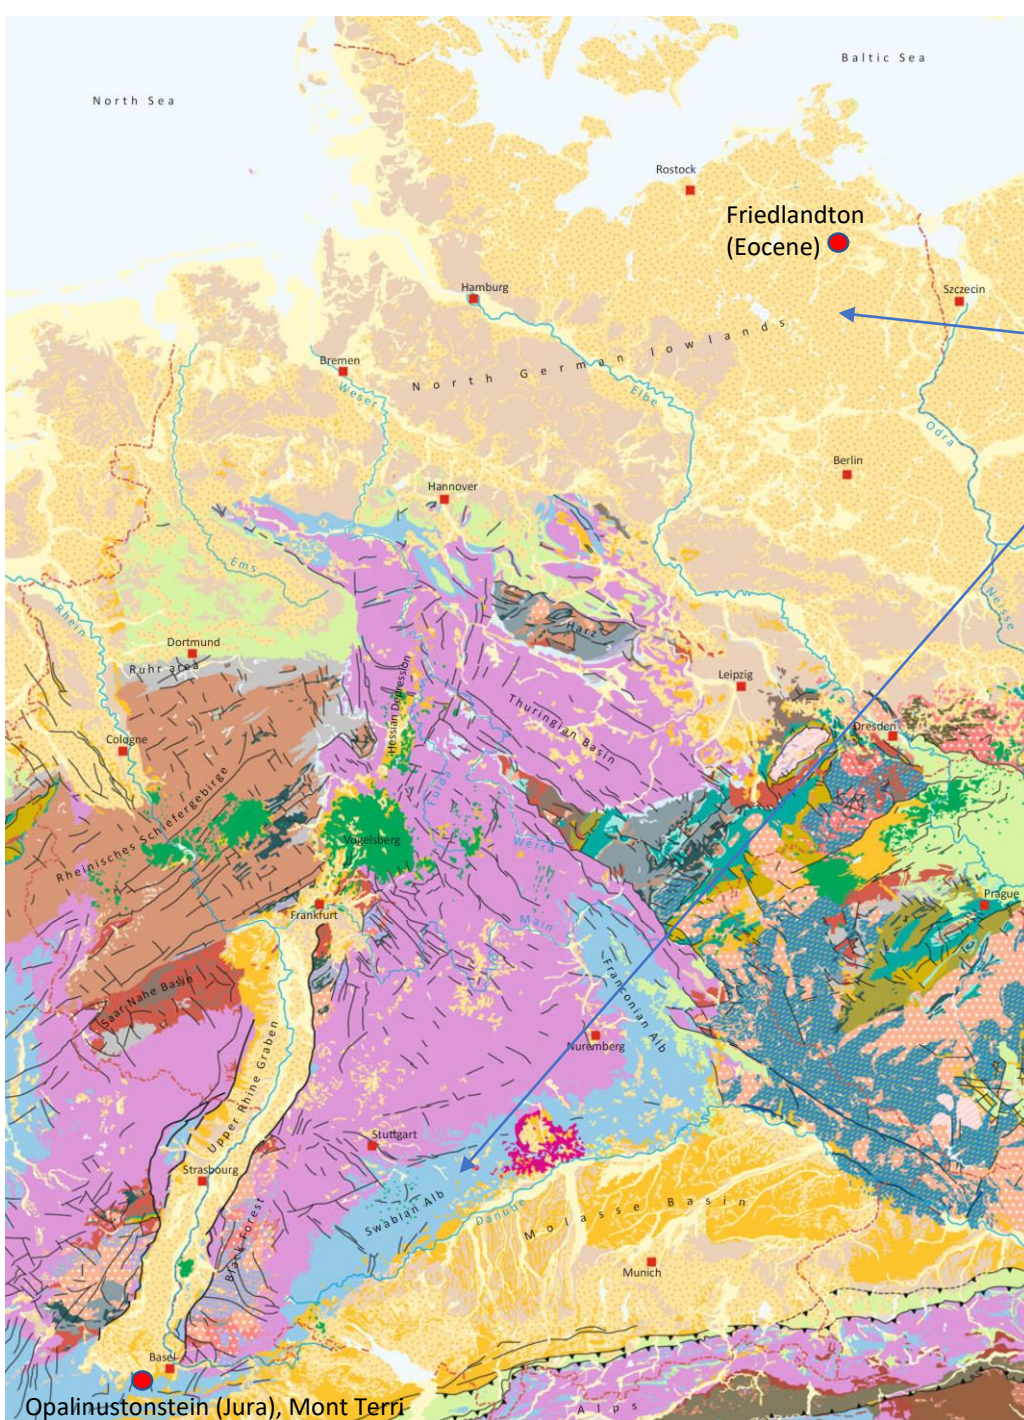 Baltic Sea
North Sea
Rostock
Friedlandton
(Eocene)
Hamburg
Szczecin
North German lowlands
Bremen
Weser
Elbe
Odra
Berlin
Hannover
Ems
Rhein
Nersse
Harz
Dortmund
Ruhr area
Leipzig
Hessian Depression
Thuringian Basin
Dresden
Cologne
Fulda
Rheinisches Schiefergebirge
Vogelsberg
Werra
Prague
Frankfurt
Main
Saar-Nahe Basin
Franconian Alb
Nuremberg
Upper Rhine Graben
Stuttgart
Strasbourg
Swabian Alb
Danube
Molasse Basin
Black Forest
Munich
Basel
Opalinustonstein (Jura), Mont Terri
Alps